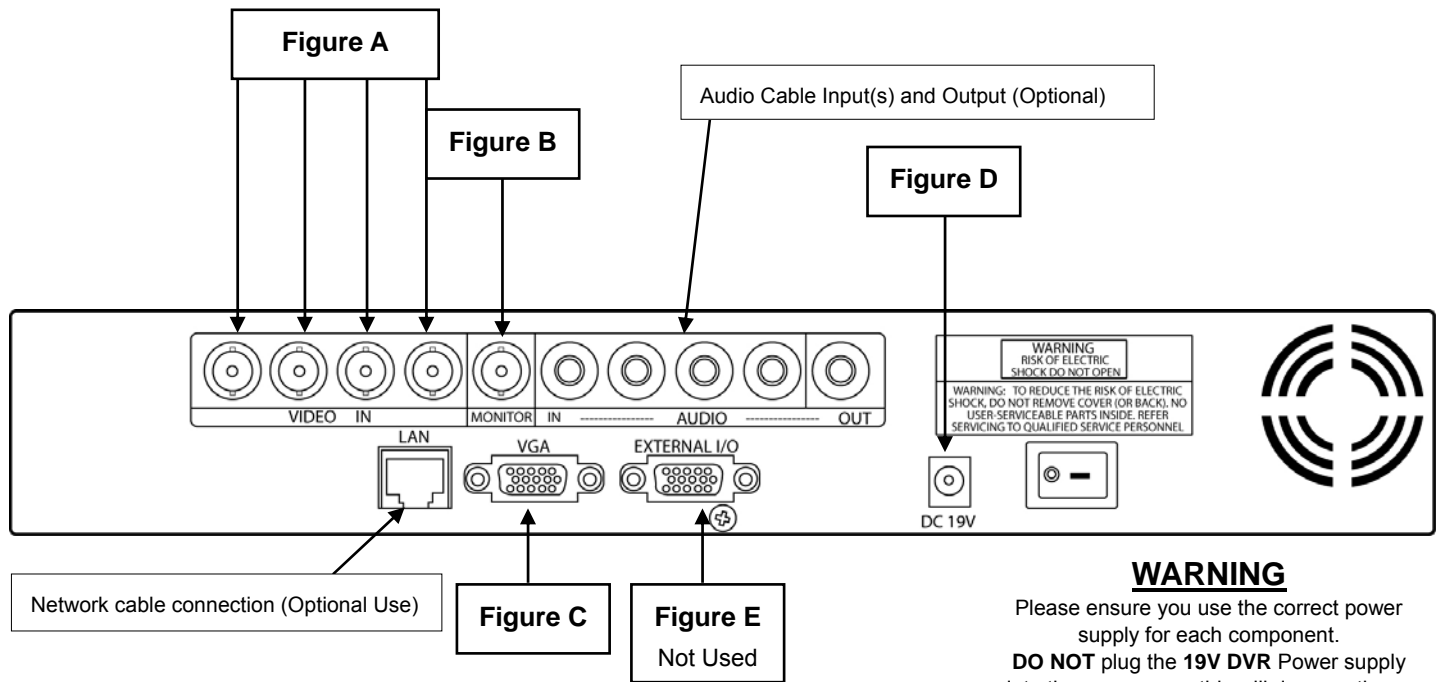 Figure A
Audio Cable Input(s) and Output (Optional)
Figure B
Figure D
WARNING
RISK OF ELECTRIC
SHOCK DO NOT OPEN
WARNING: TO REDUCE THE RISK OF ELECTRIC
SHOCK, DO NOT REMOVE COVER (OR BACK). NO
USER-SERVICEABLE PARTS INSIDE. REFER
SERVICING TO QUALIFIED SERVICE PERSONNEL
VIDEO IN
MONITOR
IN ---------------- AUDIO ---------------- OUT
LAN
VGA
EXTERNAL I/O
DC 19V
Network cable connection (Optional Use)
Figure C
Figure E
Not Used
WARNING
Please ensure you use the correct power
supply for each component.
DO NOT plug the 19V DVR Power supply